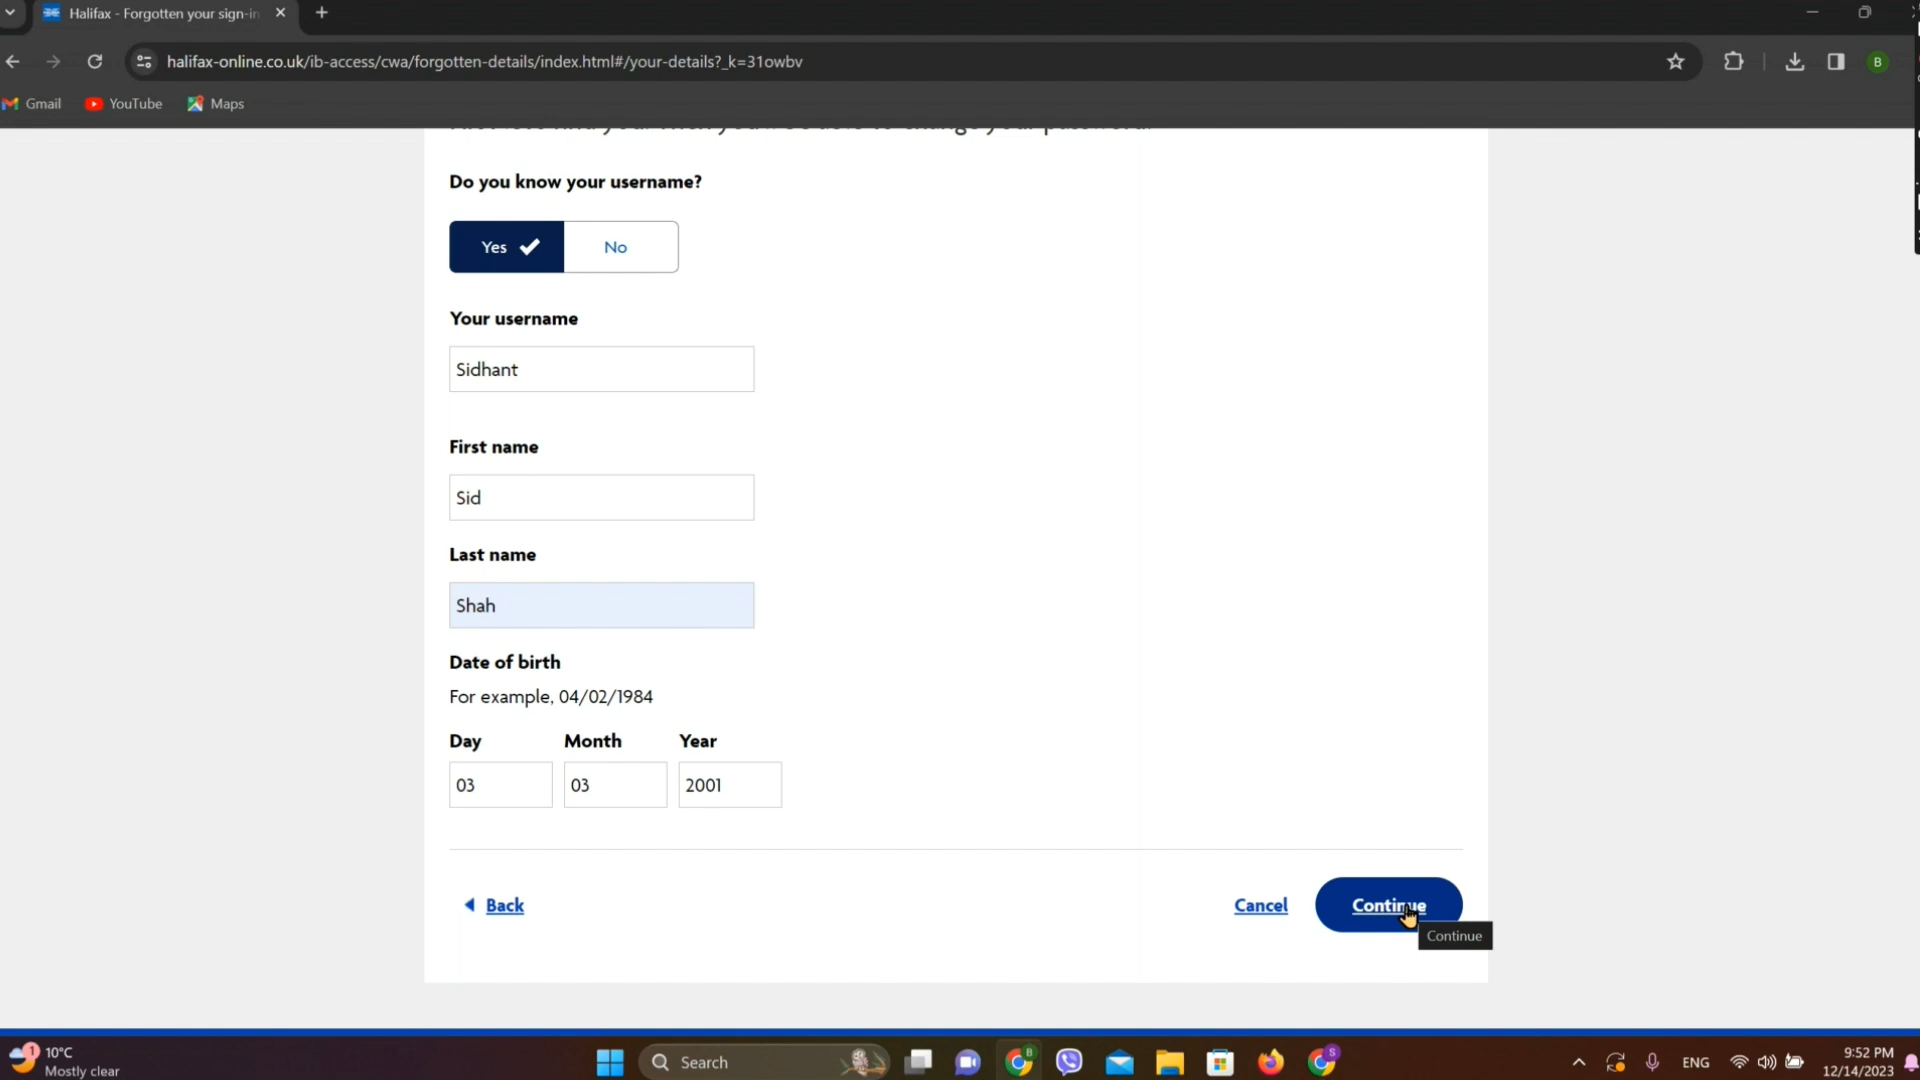 Halifax - Forgotten your sign-in
halifax-online.co.uk/ib-access/cwa/forgotten-details/index.html#/your-details?_k=31owbv
B
Gmail
YouTube
Maps
Do you know your username?
Yes
No
Your username
Sidhant
First name
Sid
Last name
Shah
Date of birth
For example, 04/02/1984
Day
Month
Year
03
03
2001
Back
Cancel
Continue
Continue
1
10°C
Mostly clear
Search
B
S
ENG
9:52 PM
12/14/2023